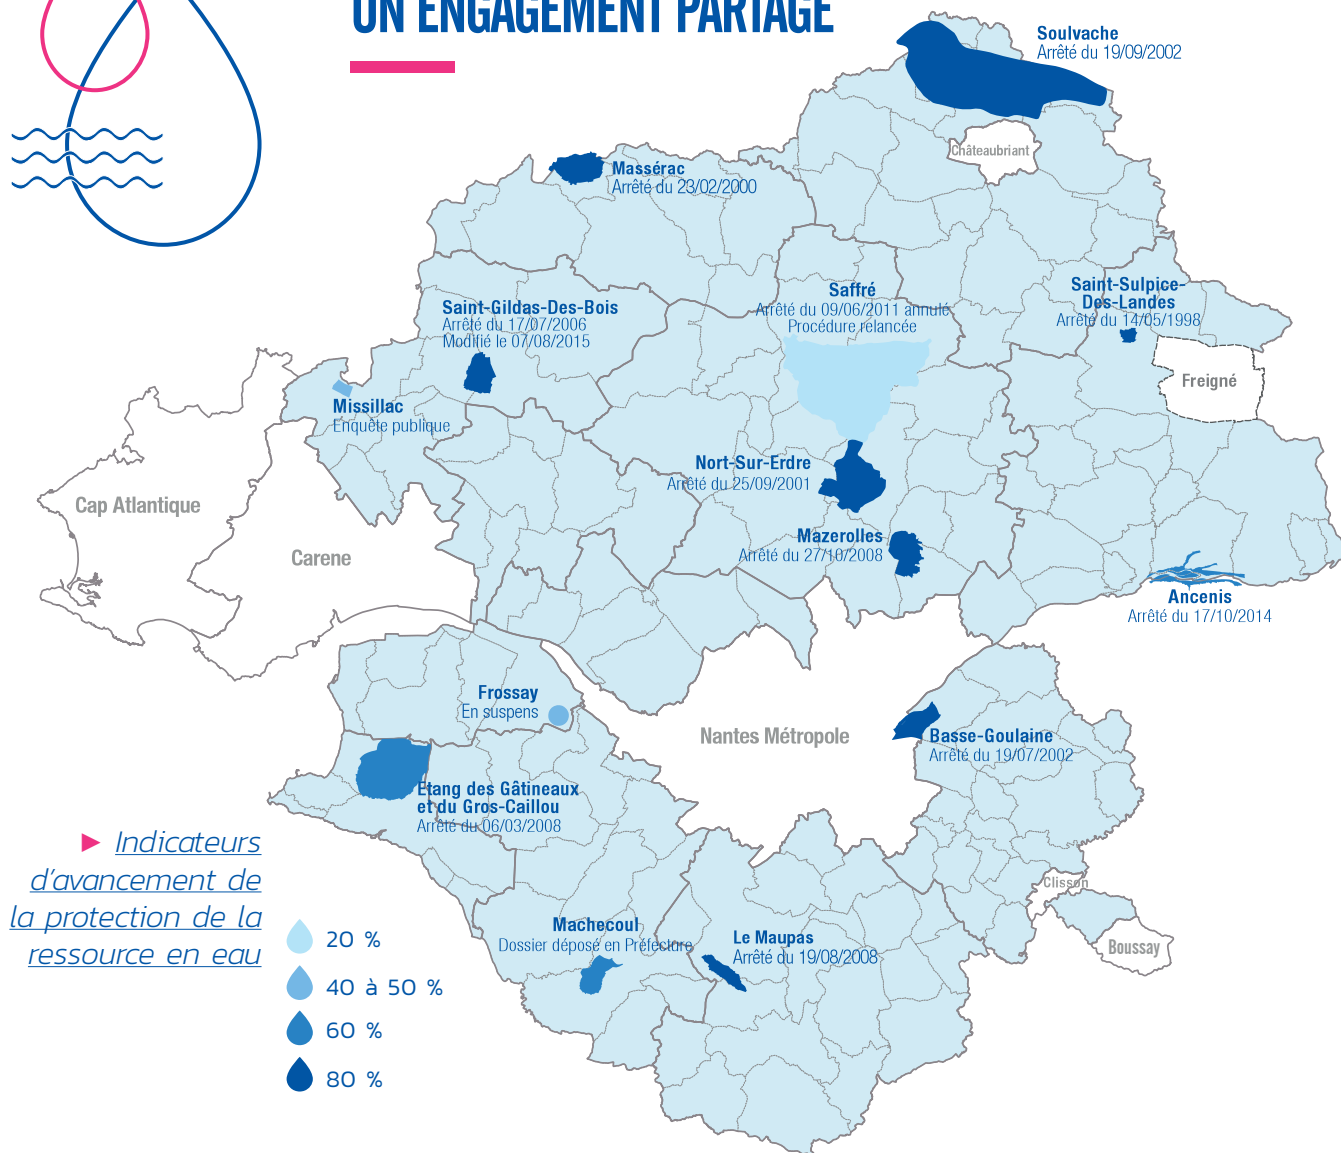 UN ENGAGEMENT PARTAGÉ
Soulvache
Arrêté du 19/09/2002
Châteaubriant
Massérac
Arrêté du 23/02/2000
Saffré
Arrêté du 09/06/2011 annulé
Procédure relancée
Saint-Sulpice-
Des-Landes
Arrêté du 14/05/1998
Saint-Gildas-Des-Bois
Arrêté du 17/07/2006
Modifié le 07/08/2015
Freigné
Missillac
Enquête publique
Nort-Sur-Erdre
Arrêté du 25/09/2001
Cap Atlantique
Carene
Mazerolles
Arrêté du 27/10/2008
Ancenis
Arrêté du 17/10/2014
Frossay
En suspens
Nantes Métropole
Basse-Goulaine
Arrêté du 19/07/2002
Etang des Gâtineaux
et du Gros-Caillou
Arrêté du 06/03/2008
Clisson
Boussay
Machecoul
Dossier déposé en Préfecture
Le Maupas
Arrêté du 19/08/2008
► Indicateurs
d'avancement de
la protection de la
ressource en eau
20 %
40 à 50 %
60 %
80 %